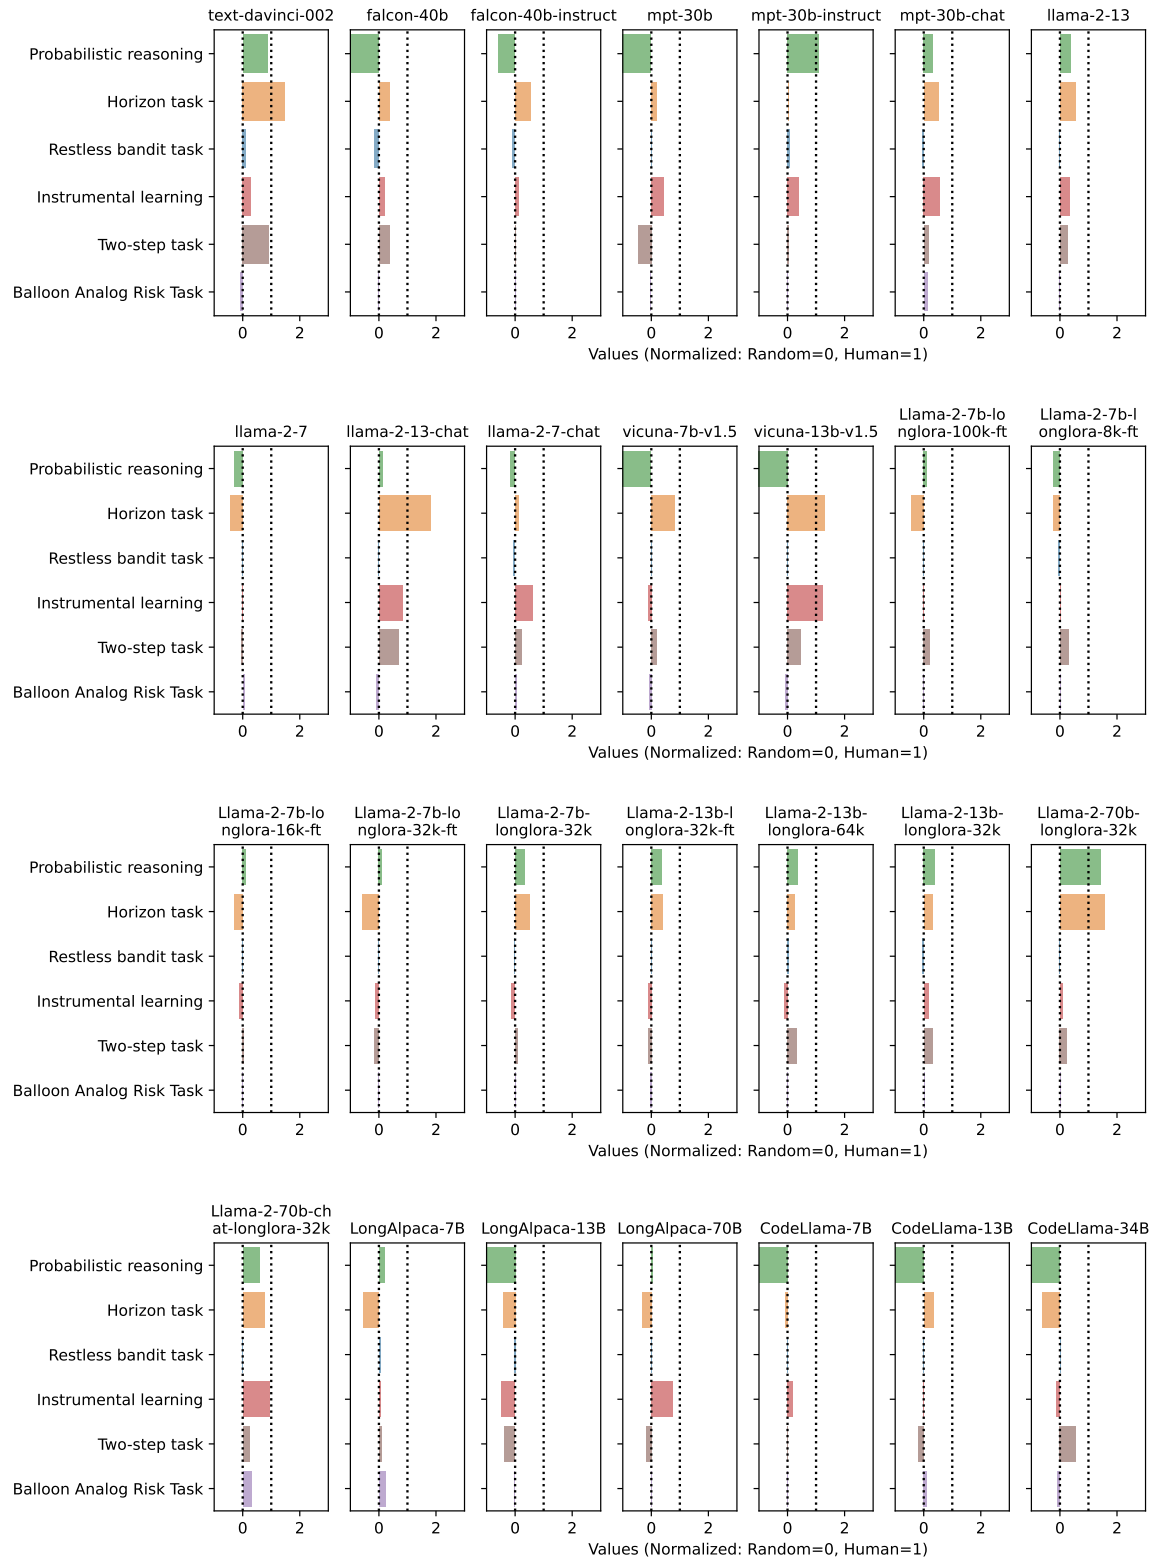 text-davinci-002 falcon-40b falcon-40b-instruct mpt-30b mpt-30b-instruct mpt-30b-chat llama-2-13
Probabilistic reasoning
Horizon task
Restless bandit task
Instrumental learning
Two-step task
Balloon Analog Risk Task
0 2 0 2 0 2 0 2 0 2 0 2 0 2
Values (Normalized: Random=0, Human=1)
Llama-2-7b-lo Llama-2-7b-l
llama-2-7 llama-2-13-chat llama-2-7-chat vicuna-7b-v1.5 vicuna-13b-v1.5 nglora-100k-ft onglora-8k-ft
Probabilistic reasoning
Horizon task
Restless bandit task
Instrumental learning
Two-step task
Balloon Analog Risk Task
0 2 0 2 0 2 0 2 0 2 0 2 0 2
Values (Normalized: Random=0, Human=1)
Llama-2-7b-lo Llama-2-7b-lo Llama-2-7b- Llama-2-13b-l Llama-2-13b- Llama-2-13b- Llama-2-70b-
nglora-16k-ft nglora-32k-ft longlora-32k onglora-32k-ft longlora-64k longlora-32k longlora-32k
Probabilistic reasoning
Horizon task
Restless bandit task
Instrumental learning
Two-step task
Balloon Analog Risk Task
0 2 0 2 0 2 0 2 0 2 0 2 0 2
Values (Normalized: Random=0, Human=1)
Llama-2-70b-ch
at-longlora-32k LongAlpaca-7B LongAlpaca-13B LongAlpaca-70B CodeLlama-7B CodeLlama-13B CodeLlama-34B
Probabilistic reasoning
Horizon task
Restless bandit task
Instrumental learning
Two-step task
Balloon Analog Risk Task
0 2 0 2 0 2 0 2 0 2 0 2 0 2
Values (Normalized: Random=0, Human=1)